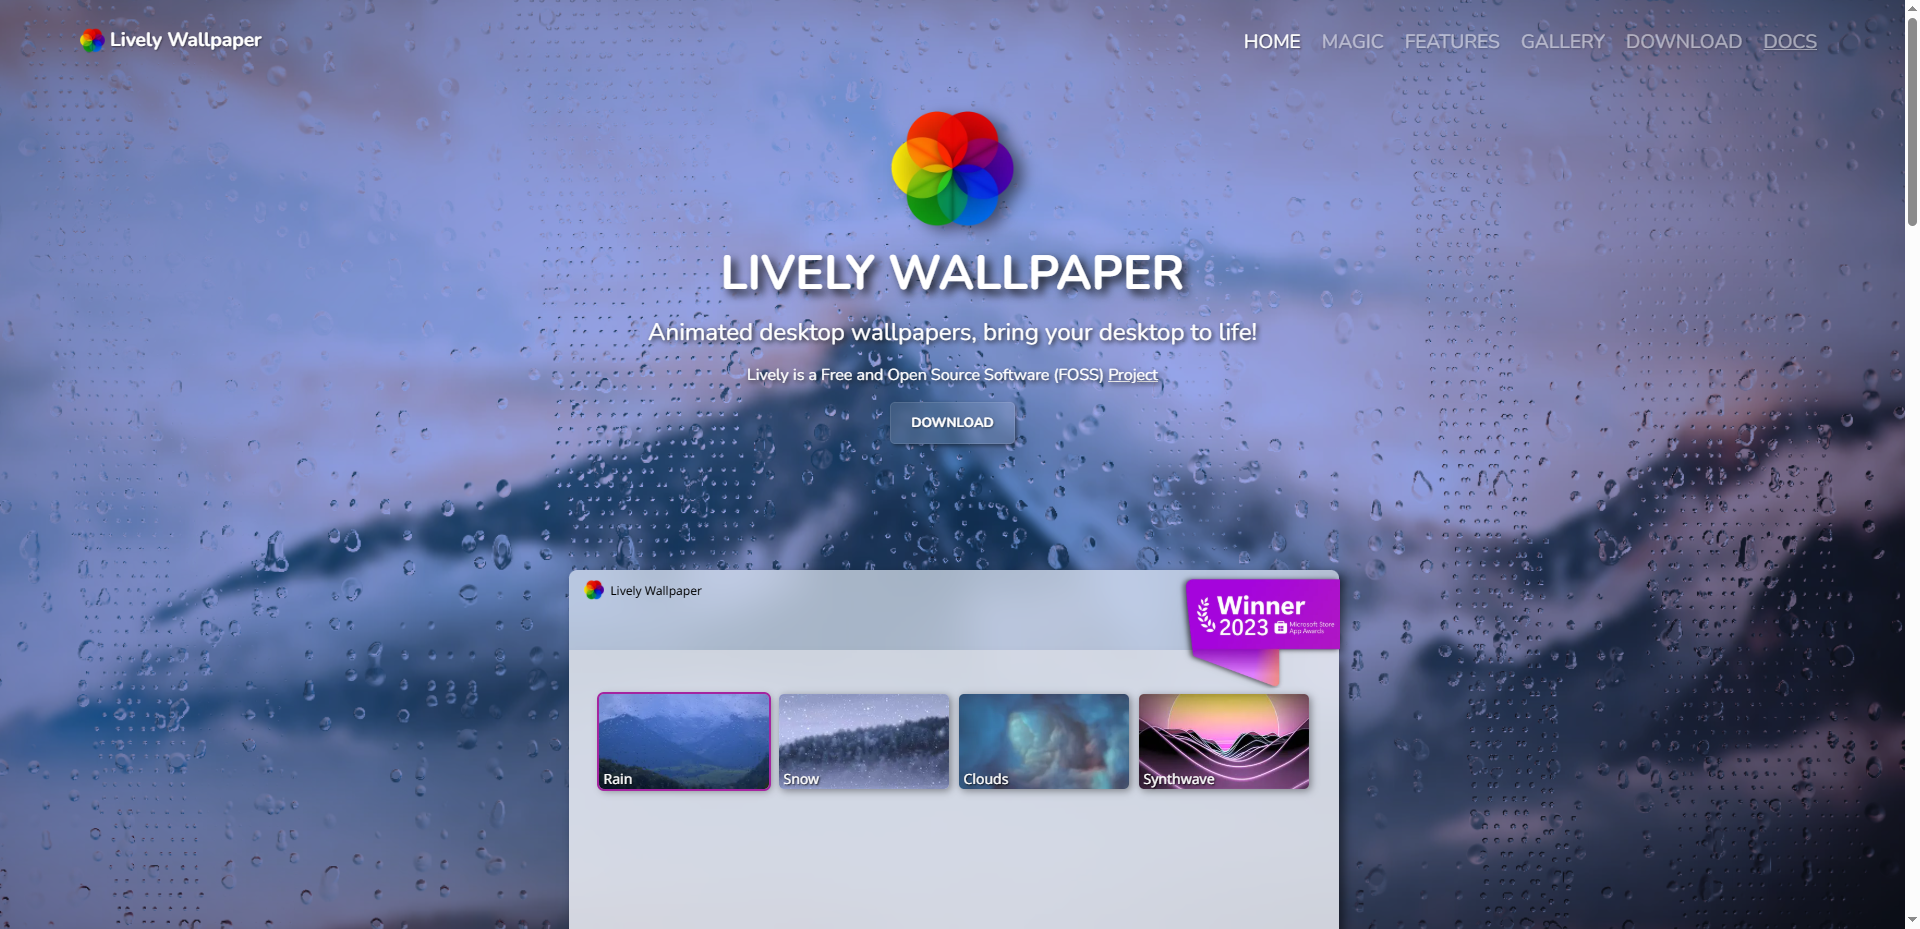 Lively Wallpaper
HOME MAGIC FEATURES GALLERY DOWNLOAD DOCS
LIVELY WALLPAPER
Animated desktop wallpapers, bring your desktop to life!
Lively is a Free and Open Source Software (FOSS) Project
DOWNLOAD
Lively Wallpaper
Winner
2023 Microsoft Store
App Awards
Rain
Snow
Clouds
Synthwave